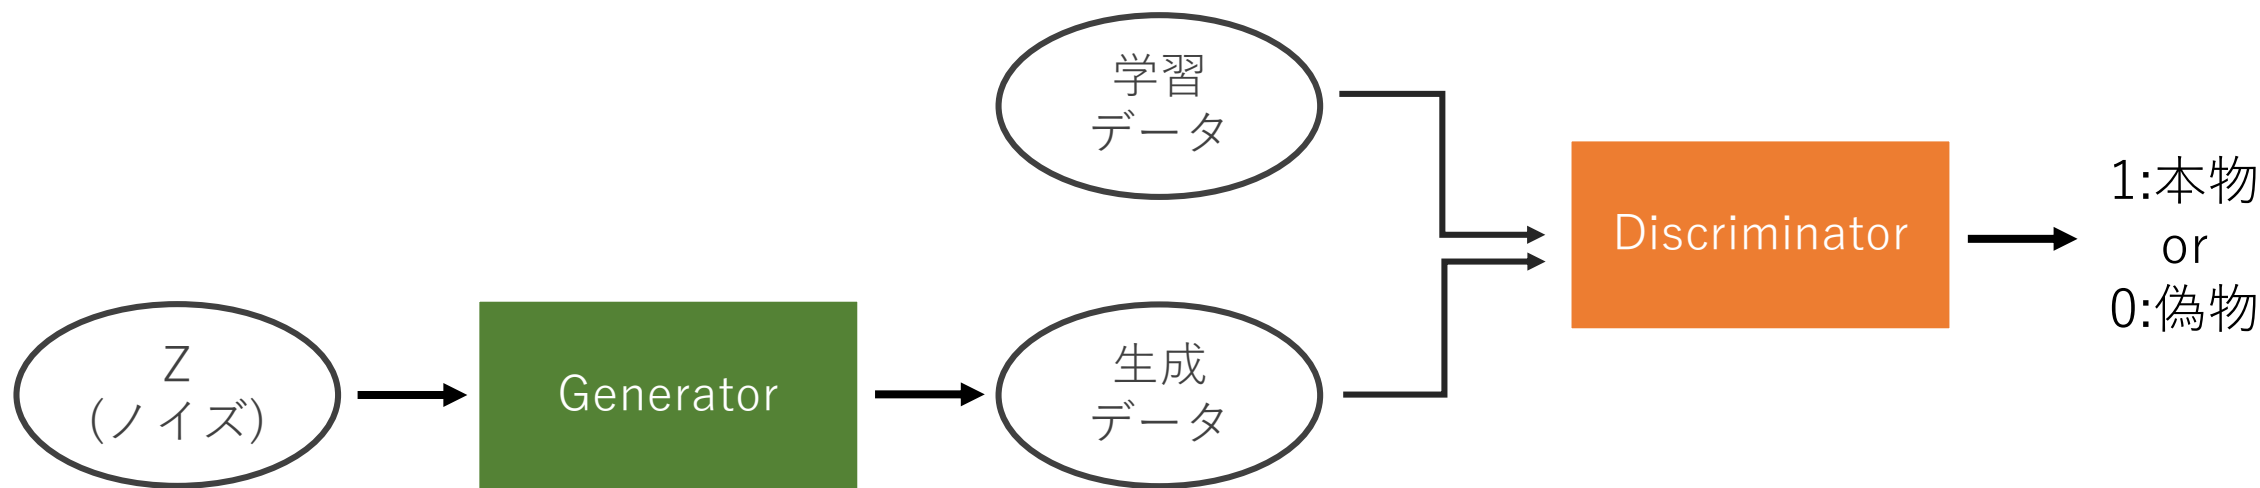 学習
データ
Z
(ノイズ)
Generator
生成
データ
Discriminator
1:本物
or
0:偽物